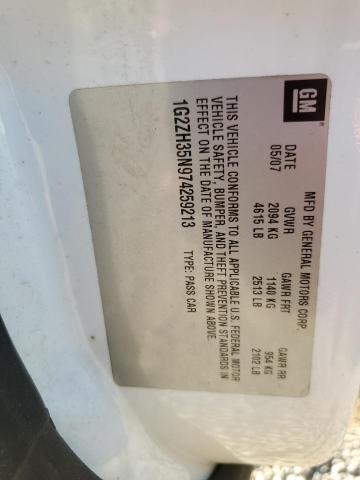 GM
MFD BY GENERAL MOTORS CORP.
DATE GVWR GAWR FRT GAWR RR
05/07 2094 KG 1140 KG 954 KG
4615 LB 2513 LB 2102 LB
THIS VEHICLE CONFORMS TO ALL APPLICABLE U.S. FEDERAL MOTOR
VEHICLE SAFETY, BUMPER, AND THEFT PREVENTION STANDARDS IN
EFFECT ON THE DATE OF MANUFACTURE SHOWN ABOVE.
1G2ZH35N974259213 TYPE: PASS CAR